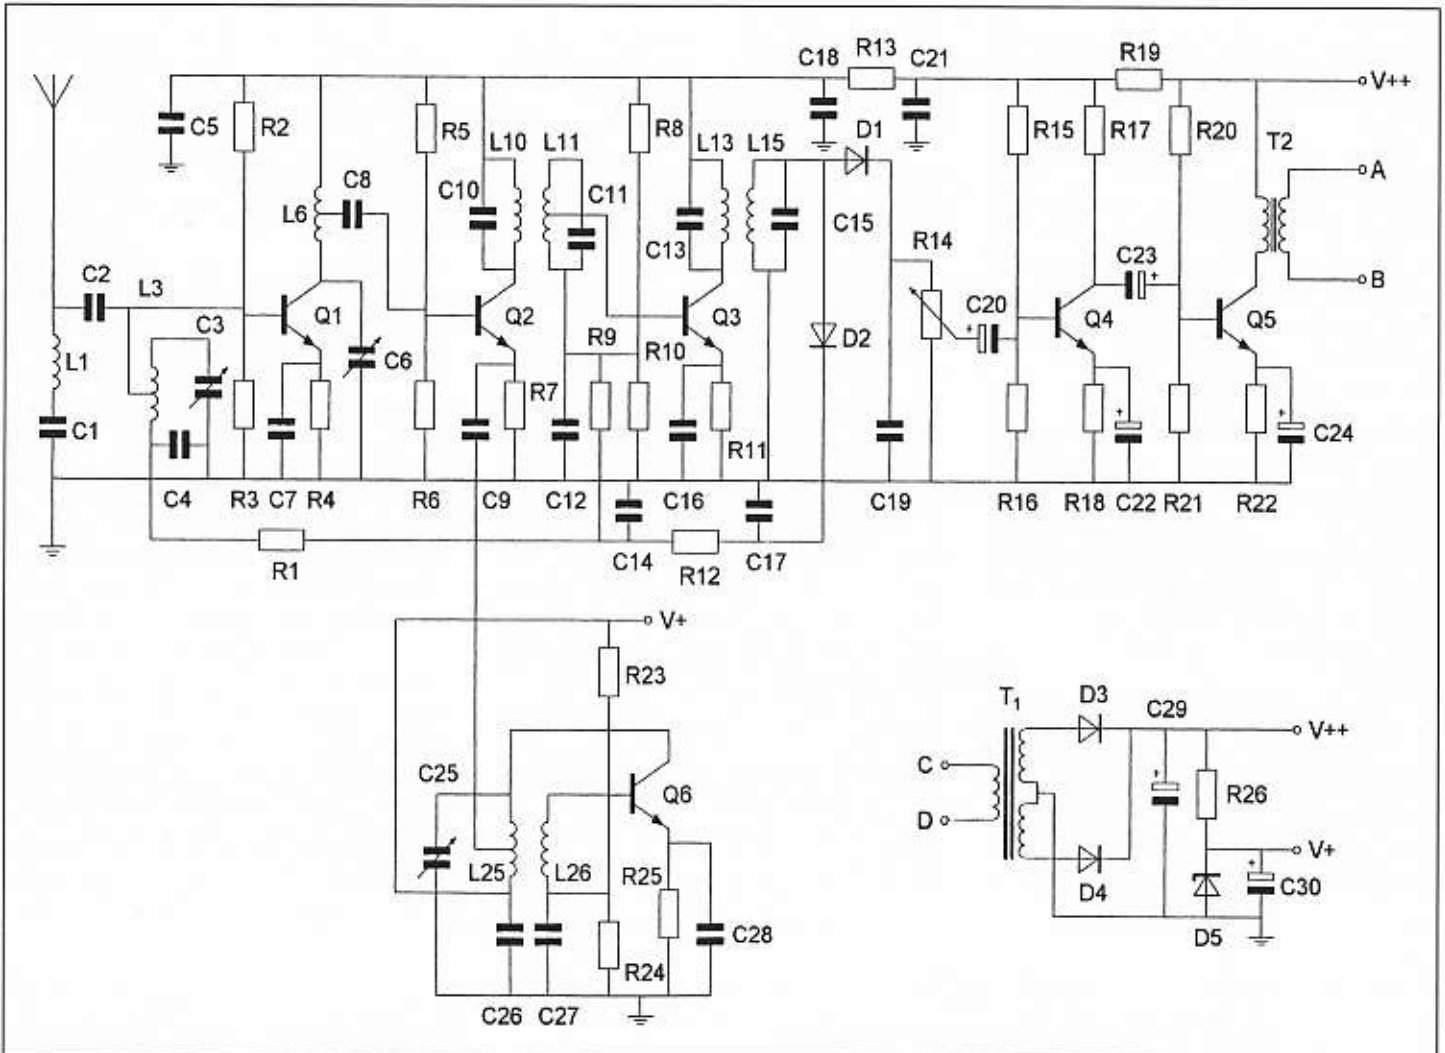 C18 R13 C21 R19
V++
C5 R2 R5 R8 D1 R15 R17 R20 T2
L10 L11 L13 L15
C8 C10 C11 A
L6 C13 C15 R14
C2 L3 C20 C23 + B
C3 Q1 C6 Q2 R9 R10 Q3 D2 + Q4 Q5
L1 R7
C1 R11 + + C24
C4 R3 C7 R4 R6 C9 C12 C16 C19 R16 R18 C22 R21 R22
R1 C14 R12 C17
V+
R23
T1 D3 C29
V++
C25 Q6 C + R26
D
L25 L26 R25 D4 V+
+ C30
C28 D5
R24
C26 C27